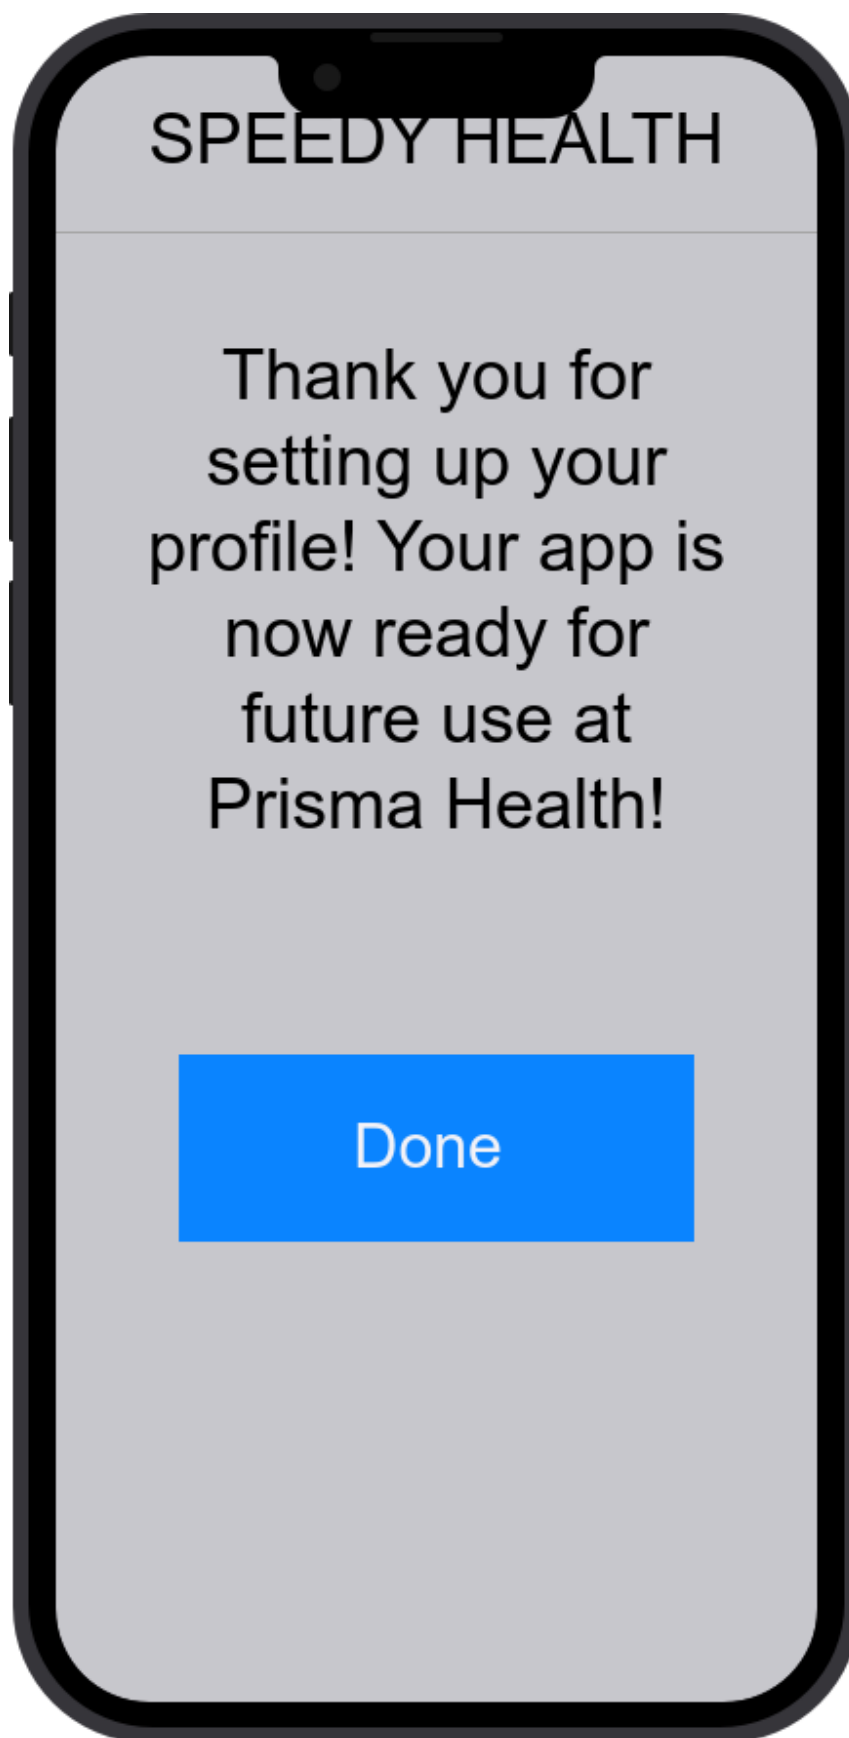 SPEEDY HEALTH
Thank you for
setting up your
profile! Your app is
now ready for
future use at
Prisma Health!
Done